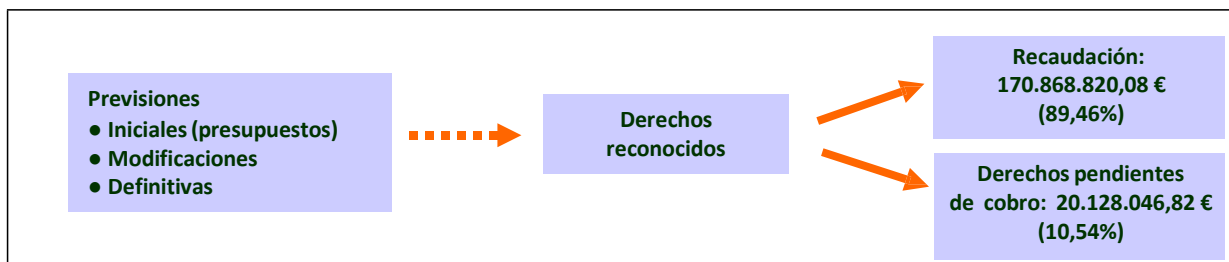 Previsiones
● Iniciales (presupuestos)
● Modificaciones
● Definitivas
Derechos
reconocidos
Recaudación:
170.868.820,08 €
(89,46%)
Derechos pendientes
de cobro: 20.128.046,82 €
(10,54%)